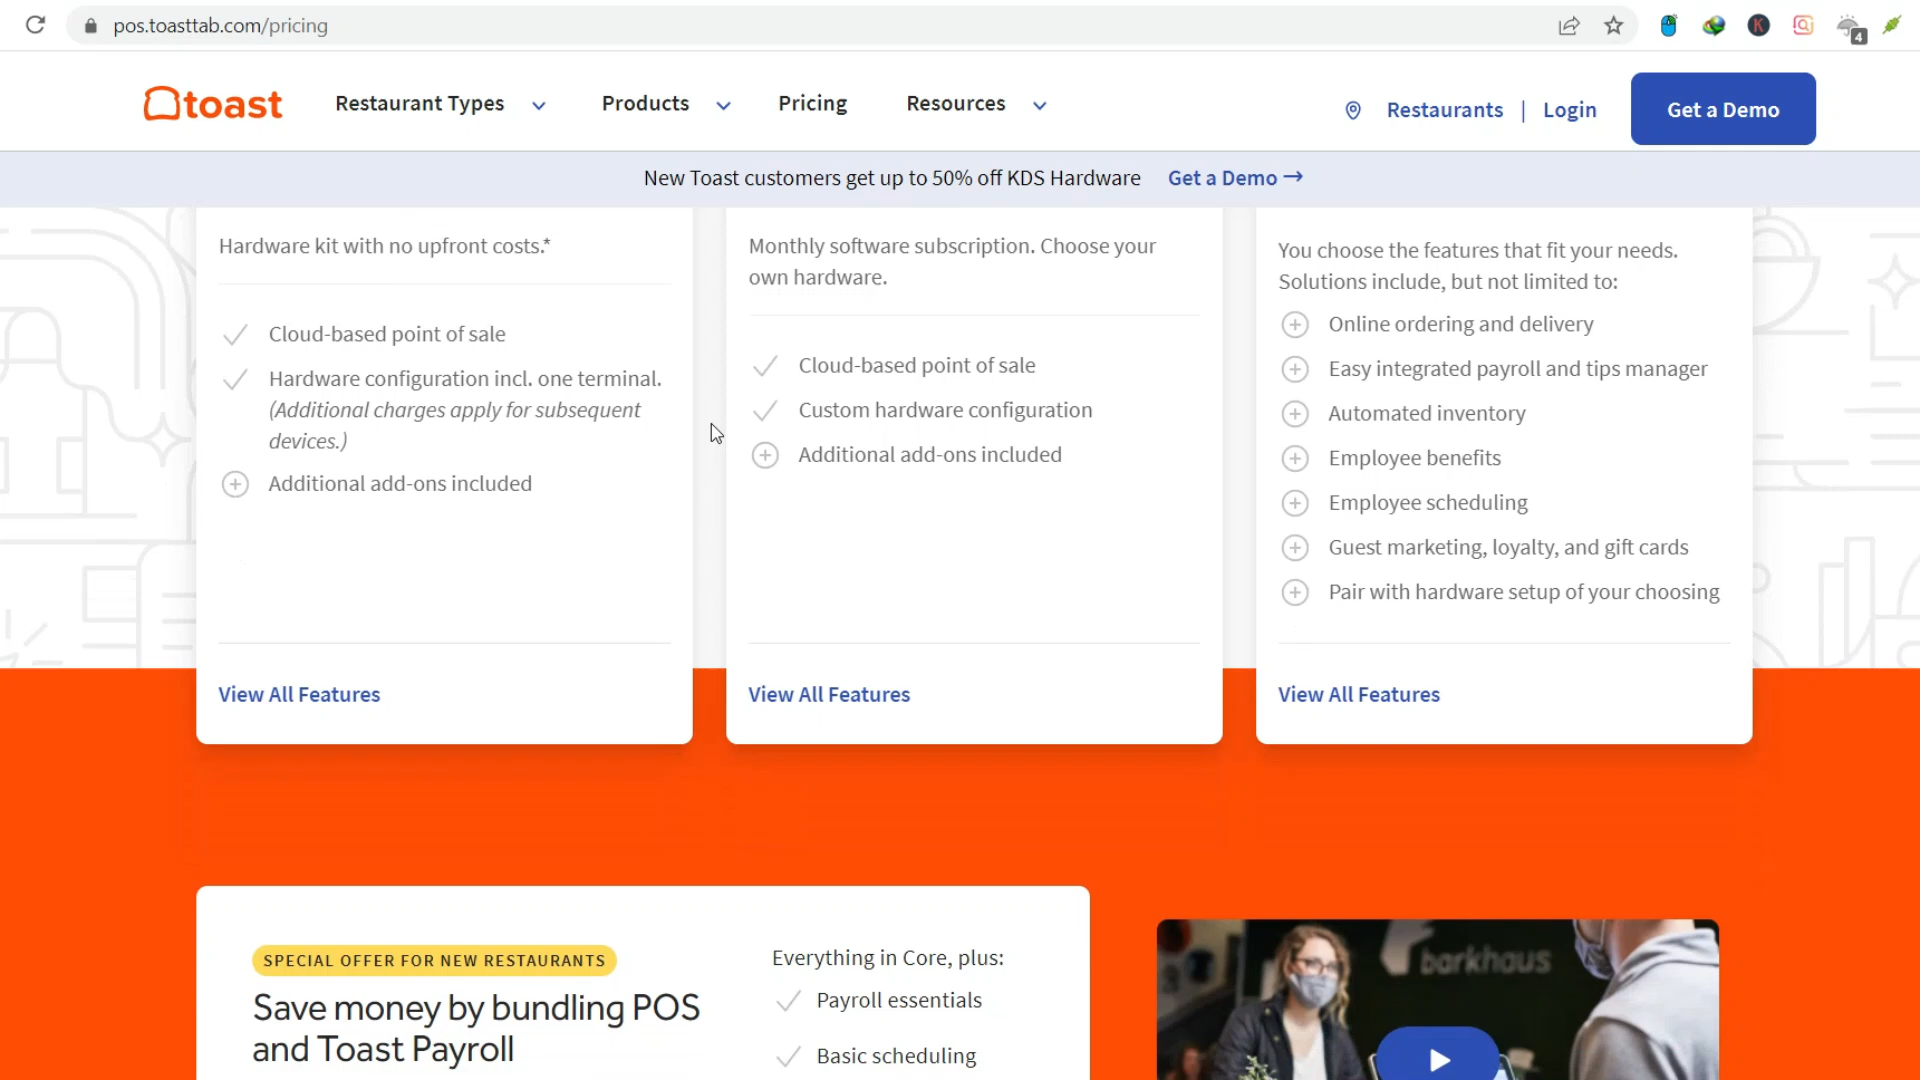 pos.toasttab.com/pricing
K
4
toast
Restaurant Types
Products
Pricing
Resources
Restaurants | Login
Get a Demo
New Toast customers get up to 50% off KDS Hardware Get a Demo →
Hardware kit with no upfront costs.*
Cloud-based point of sale
Hardware configuration incl. one terminal.
(Additional charges apply for subsequent
devices.)
Additional add-ons included
View All Features
Monthly software subscription. Choose your
own hardware.
Cloud-based point of sale
Custom hardware configuration
Additional add-ons included
View All Features
You choose the features that fit your needs.
Solutions include, but not limited to:
Online ordering and delivery
Easy integrated payroll and tips manager
Automated inventory
Employee benefits
Employee scheduling
Guest marketing, loyalty, and gift cards
Pair with hardware setup of your choosing
View All Features
SPECIAL OFFER FOR NEW RESTAURANTS
Save money by bundling POS
and Toast Payroll
Everything in Core, plus:
Payroll essentials
Basic scheduling
barkhaus